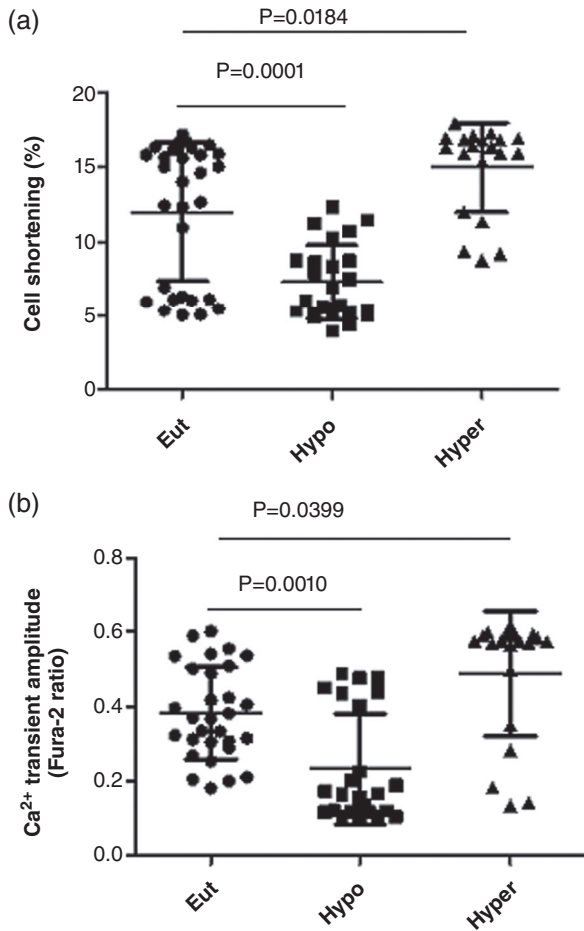 (a)
P=0.0184
P=0.0001
20
15
10
5
0
Cell shortening (%)
Eut
Hypo
Hyper
(b)
P=0.0399
P=0.0010
0.8
0.6
0.4
0.2
0.0
Ca²⁺ transient amplitude
(Fura-2 ratio)
Eut
Hypo
Hyper